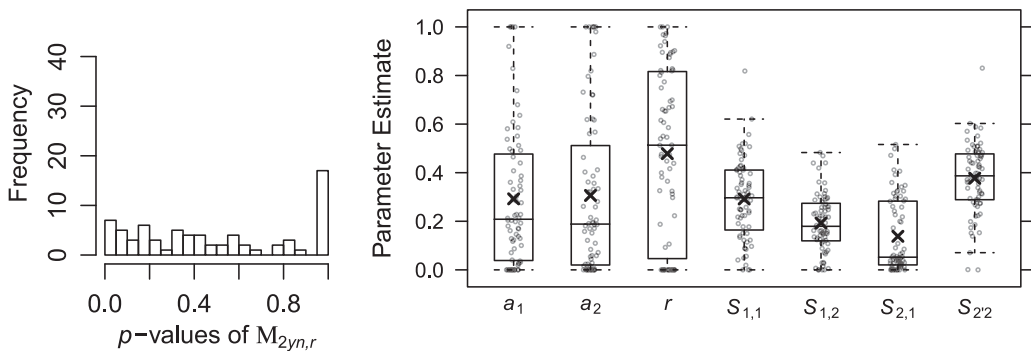 Frequency
40
30
10
0
0.0 0.4 0.8
p−values of M2yn,r
Parameter Estimate
1.0
0.8
0.6
0.4
0.2
0.0
a1 a2 r S1,1 S1,2 S2,1 S2'2